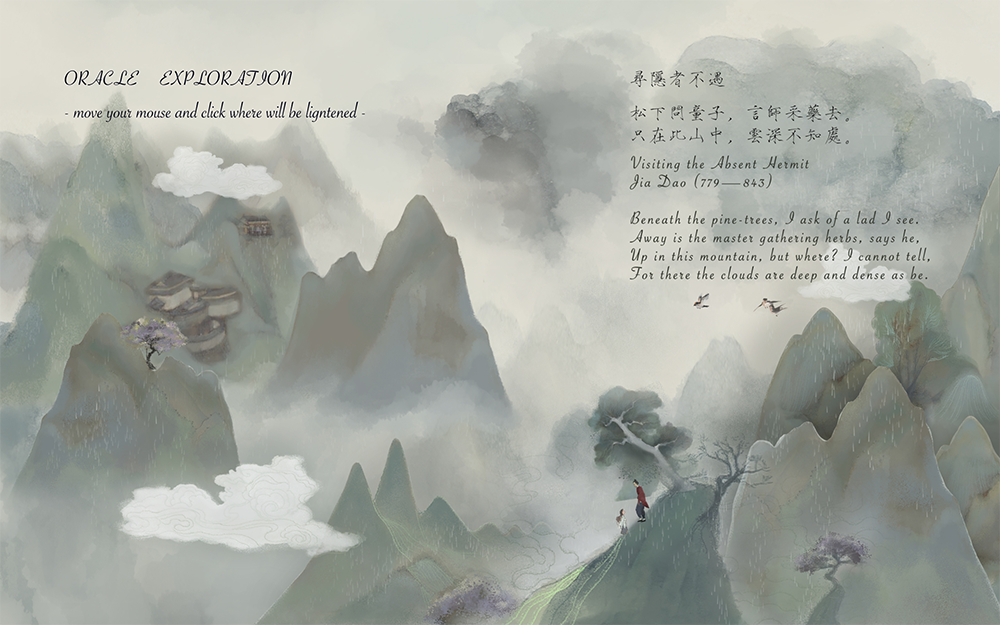 ORACLE EXPLORATION
- move your mouse and click where will be ligntened -
尋隱者不遇
松下問童子，言師采藥去。
只在此山中，雲深不知處。
Visiting the Absent Hermit
Jia Dao (779—843)
Beneath the pine-trees, I ask of a lad I see.
Away is the master gathering herbs, says he,
Up in this mountain, but where? I cannot tell,
For there the clouds are deep and dense as be.